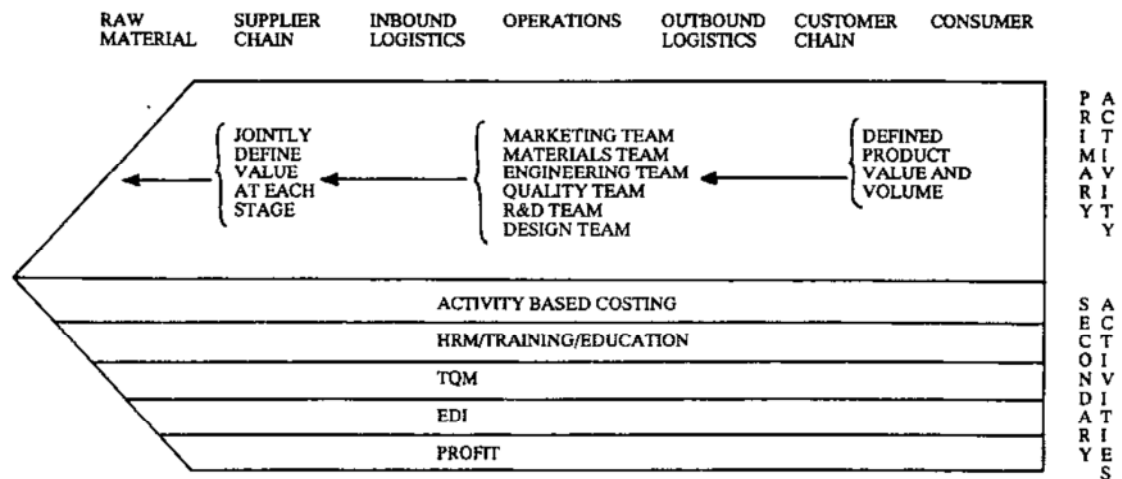 RAW MATERIAL
SUPPLIER CHAIN
INBOUND LOGISTICS
OPERATIONS
OUTBOUND LOGISTICS
CUSTOMER CHAIN
CONSUMER
JOINTLY
DEFINE
VALUE
AT EACH
STAGE
MARKETING TEAM
MATERIALS TEAM
ENGINEERING TEAM
QUALITY TEAM
R&D TEAM
DESIGN TEAM
DEFINED
PRODUCT
VALUE AND
VOLUME
PRIMARY
ACTIVITY
ACTIVITY BASED COSTING
HRM/TRAINING/EDUCATION
TQM
EDI
PROFIT
SECONDARY
ACTIVITIES